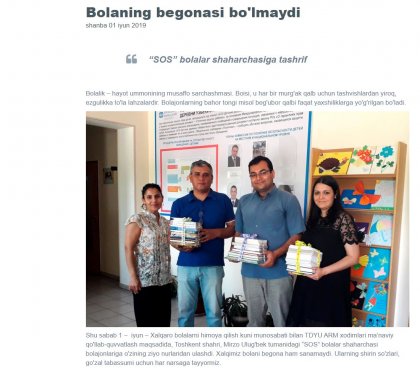 Bolaning begonasi bo'lmaydi
shanba 01 iyun 2019
“SOS” bolalar shaharchasiga tashrif
Bolalik – hayot ummonining musaffo sarchashmasi. Boisi, u har bir murg'ak qalb uchun tashvishlardan yiroq,
ezgulikka to'la lahzalardir. Bolajonlarning bahor tongi misol beg'ubor qalbi faqat yaxshiliklarga yo'g'rilgan bo'ladi.
Shu sabab 1 – iyun – Xalqaro bolalarni himoya qilish kuni munosabati bilan TDYU ARM xodimlari ma'naviy
qo'llab-quvvatlash maqsadida, Toshkent shahri, Mirzo Ulug'bek tumanidagi “SOS” bolalar shaharchasi
bolajonlariga o'zining ziyo nurlaridan ulashdi. Xalqimiz bolani begona ham sanamaydi. Ularning shirin so'zlari,
go'zal tabassumi uchun har narsaga tayyormiz.